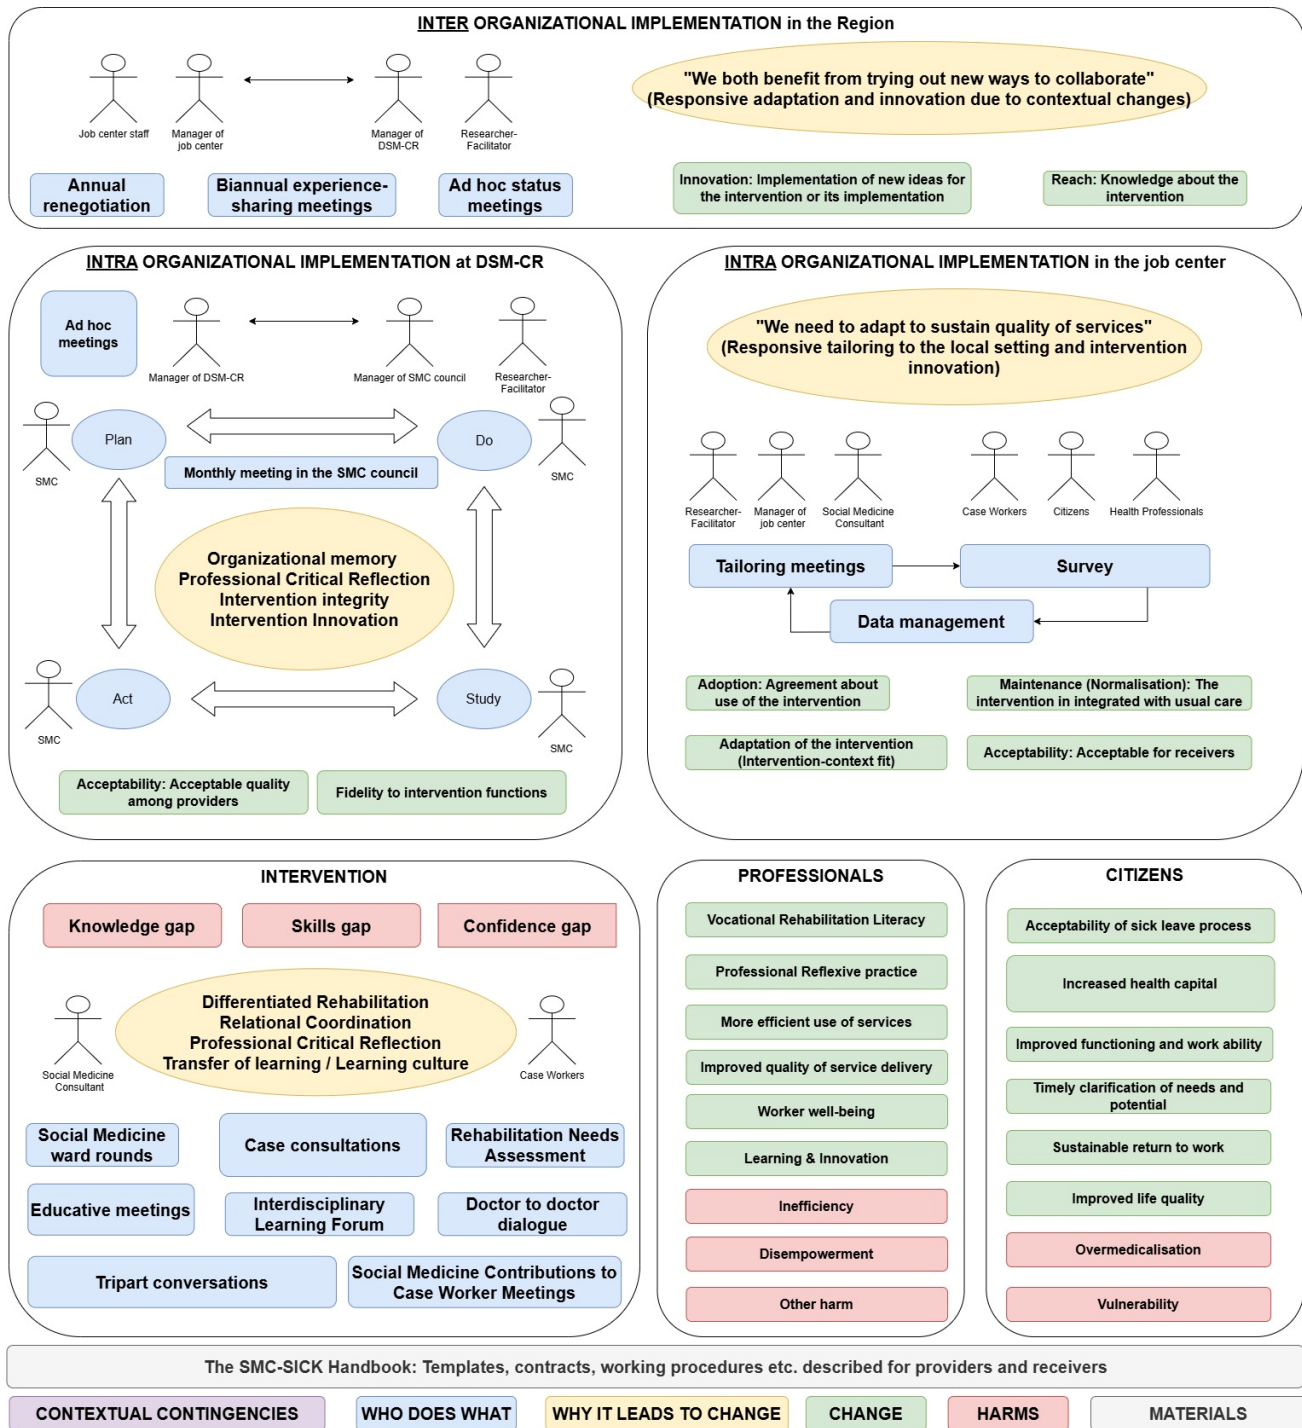 INTER ORGANIZATIONAL IMPLEMENTATION in the Region
Job center staff
Manager of
job center
Manager of
DSM-CR
Researcher-
Facilitator
"We both benefit from trying out new ways to collaborate"
(Responsive adaptation and innovation due to contextual changes)
Annual
renegotiation
Biannual experience-
sharing meetings
Ad hoc status
meetings
Innovation: Implementation of new ideas for
the intervention or its implementation
Reach: Knowledge about the
intervention
INTRA ORGANIZATIONAL IMPLEMENTATION at DSM-CR
Ad hoc
meetings
Manager of DSM-CR
Manager of SMC council
Researcher-
Facilitator
SMC
Plan
Do
SMC
Monthly meeting in the SMC council
Organizational memory
Professional Critical Reflection
Intervention integrity
Intervention Innovation
SMC
Act
Study
SMC
Acceptability: Acceptable quality
among providers
Fidelity to intervention functions
INTRA ORGANIZATIONAL IMPLEMENTATION in the job center
"We need to adapt to sustain quality of services"
(Responsive tailoring to the local setting and intervention
innovation)
Researcher-
Facilitator
Manager of
job center
Social Medicine
Consultant
Case Workers
Citizens
Health Professionals
Tailoring meetings
Survey
Data management
Adoption: Agreement about
use of the intervention
Maintenance (Normalisation): The
intervention in integrated with usual care
Adaptation of the intervention
(Intervention-context fit)
Acceptability: Acceptable for receivers
INTERVENTION
Knowledge gap
Skills gap
Confidence gap
Social Medicine
Consultant
Differentiated Rehabilitation
Relational Coordination
Professional Critical Reflection
Transfer of learning / Learning culture
Case Workers
Social Medicine
ward rounds
Case consultations
Rehabilitation Needs
Assessment
Educative meetings
Interdisciplinary
Learning Forum
Doctor to doctor
dialogue
Tripart conversations
Social Medicine Contributions to
Case Worker Meetings
PROFESSIONALS
Vocational Rehabilitation Literacy
Professional Reflexive practice
More efficient use of services
Improved quality of service delivery
Worker well-being
Learning & Innovation
Inefficiency
Disempowerment
Other harm
CITIZENS
Acceptability of sick leave process
Increased health capital
Improved functioning and work ability
Timely clarification of needs and
potential
Sustainable return to work
Improved life quality
Overmedicalisation
Vulnerability
The SMC-SICK Handbook: Templates, contracts, working procedures etc. described for providers and receivers
CONTEXTUAL CONTINGENCIES
WHO DOES WHAT
WHY IT LEADS TO CHANGE
CHANGE
HARMS
MATERIALS